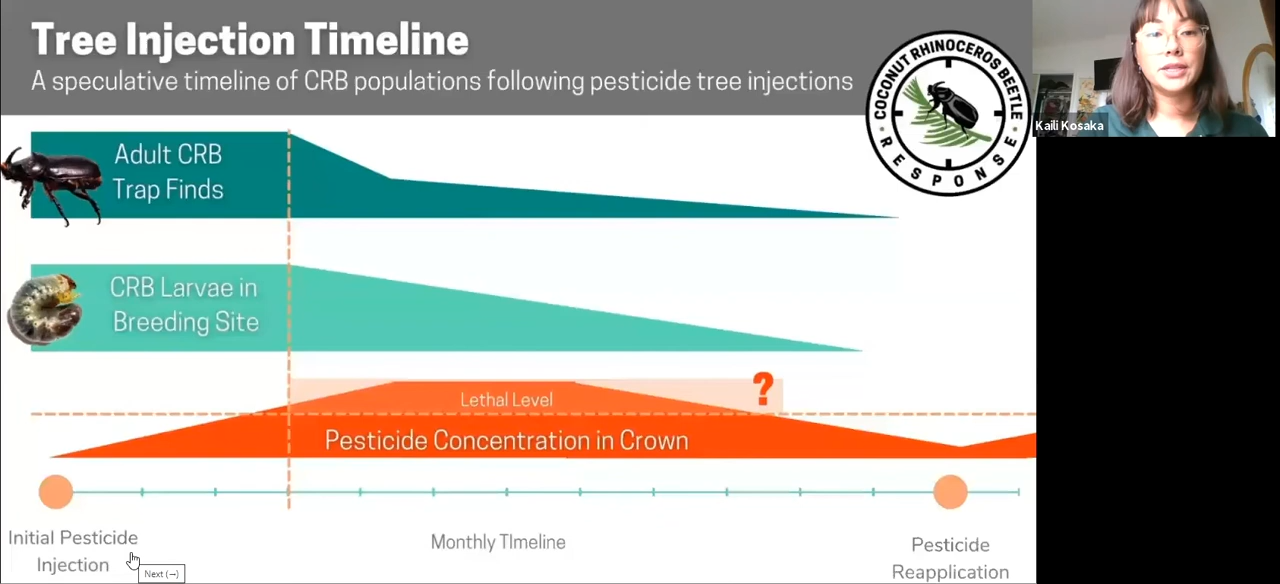 Tree Injection Timeline
A speculative timeline of CRB populations following pesticide tree injections
COCONUT RHINOCEROS BEETLE
RESPONSE
Kaili Kosaka
Adult CRB
Trap Finds
CRB Larvae in
Breeding Site
?
Lethal Level
Pesticide Concentration in Crown
Initial Pesticide
Injection
Monthly TImeline
Pesticide
Reapplication
Next (→)